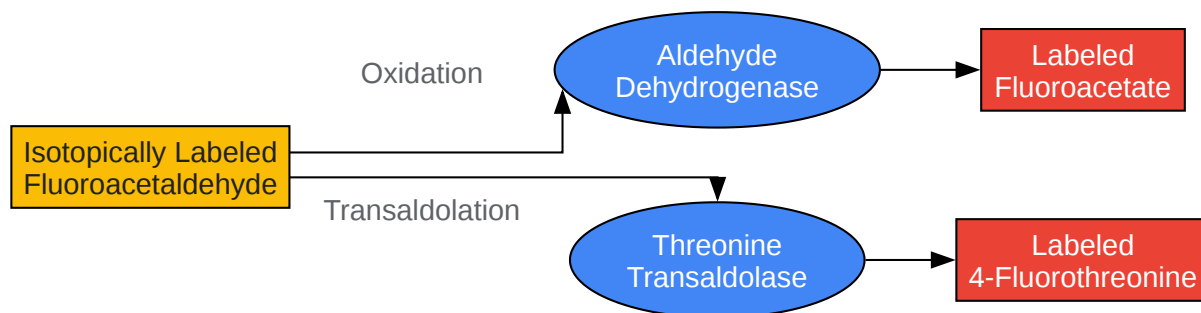 Oxidation
Aldehyde
Dehydrogenase
Labeled
Fluoroacetate
Isotopically Labeled
Fluoroacetaldehyde
Transaldolation
Threonine
Transaldolase
Labeled
4-Fluorothreonine